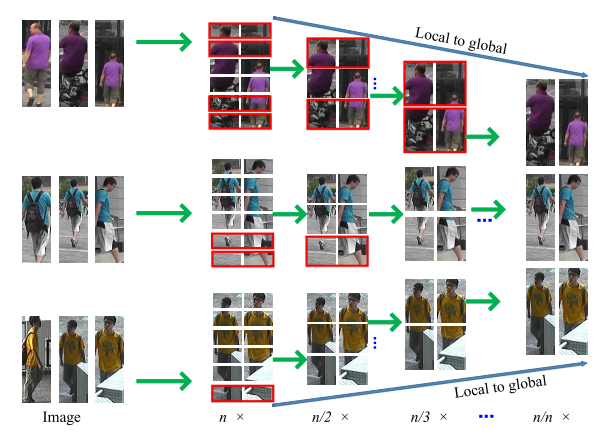 Local to global
Local to global
Image n × n/2 × n/3 × ... n/n ×